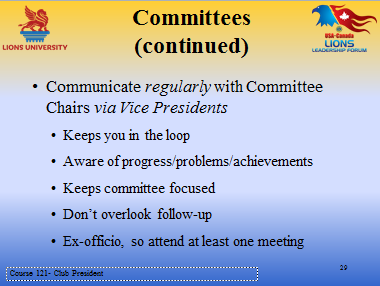 Committees
(continued)
LIONS UNIVERSITY
USA-Canada
LIONS
LEADERSHIP FORUM
• Communicate regularly with Committee
Chairs via Vice Presidents
• Keeps you in the loop
• Aware of progress/problems/achievements
• Keeps committee focused
• Don’t overlook follow-up
• Ex-officio, so attend at least one meeting
Course 121- Club President
29